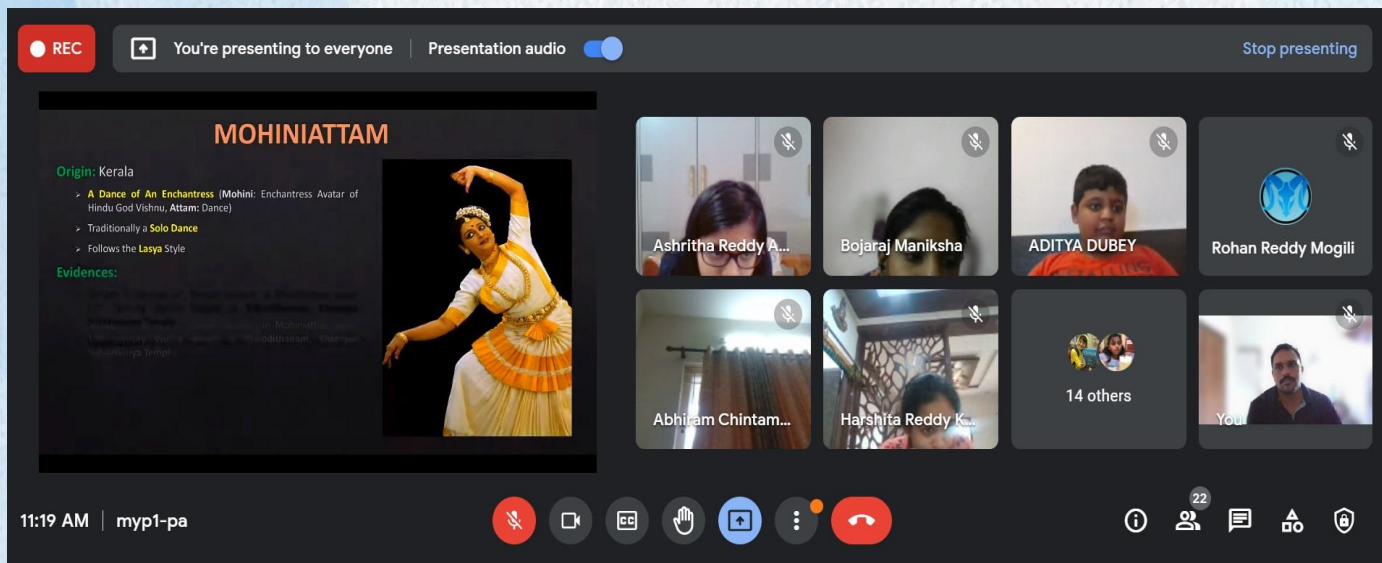 REC
You're presenting to everyone
Presentation audio
Stop presenting
MOHINIATTAM
Origin: Kerala
A Dance of An Enchantress (Mohini: Enchantress Avatar of
Hindu God Vishnu, Attam: Dance)
Traditionally a Solo Dance
Follows the Lasya Style
Evidences:
Ashritha Reddy A...
Bojaraj Maniksha
ADITYA DUBEY
Rohan Reddy Mogili
Abhiram Chintam...
Harshita Reddy K...
14 others
You
11:19 AM
myp1-pa
CC
22